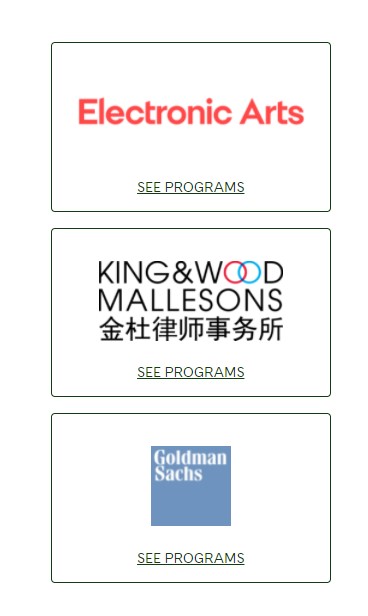 Electronic Arts
SEE PROGRAMS
KING&WOOD
MALLESONS
金杜律师事务所
SEE PROGRAMS
Goldman
Sachs
SEE PROGRAMS